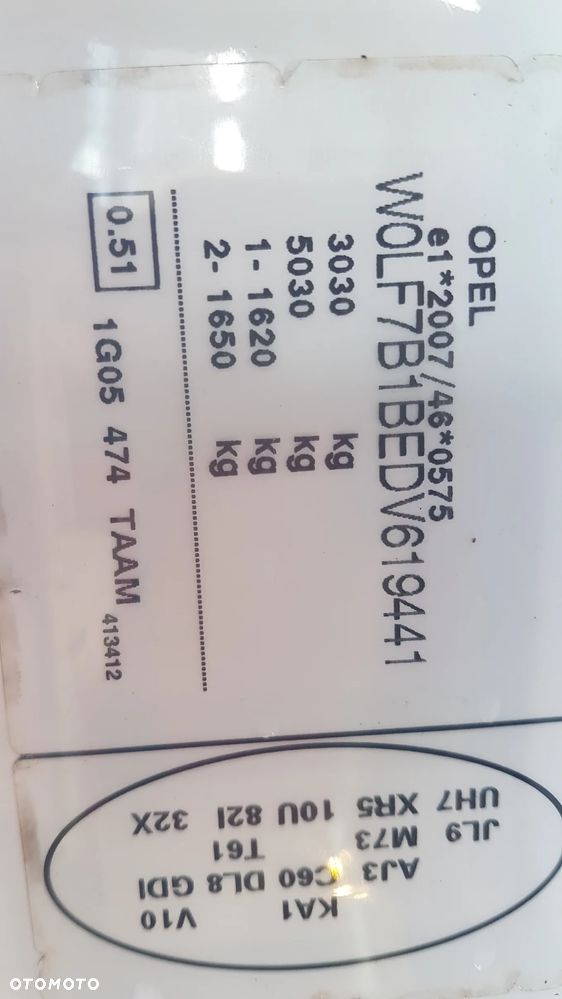 OPEL
e1*2007/46*0575
W0LF7B1BEDV619441
3030 kg
5030 kg
1- 1620 kg
2- 1650 kg
0.51 1G05 474 TAAM 413412
UH7 XR5 10U 82I 32X
JL9 M73 T61
AJ3 C60 DL8 GDI
KA1 V10
OTOMOTO